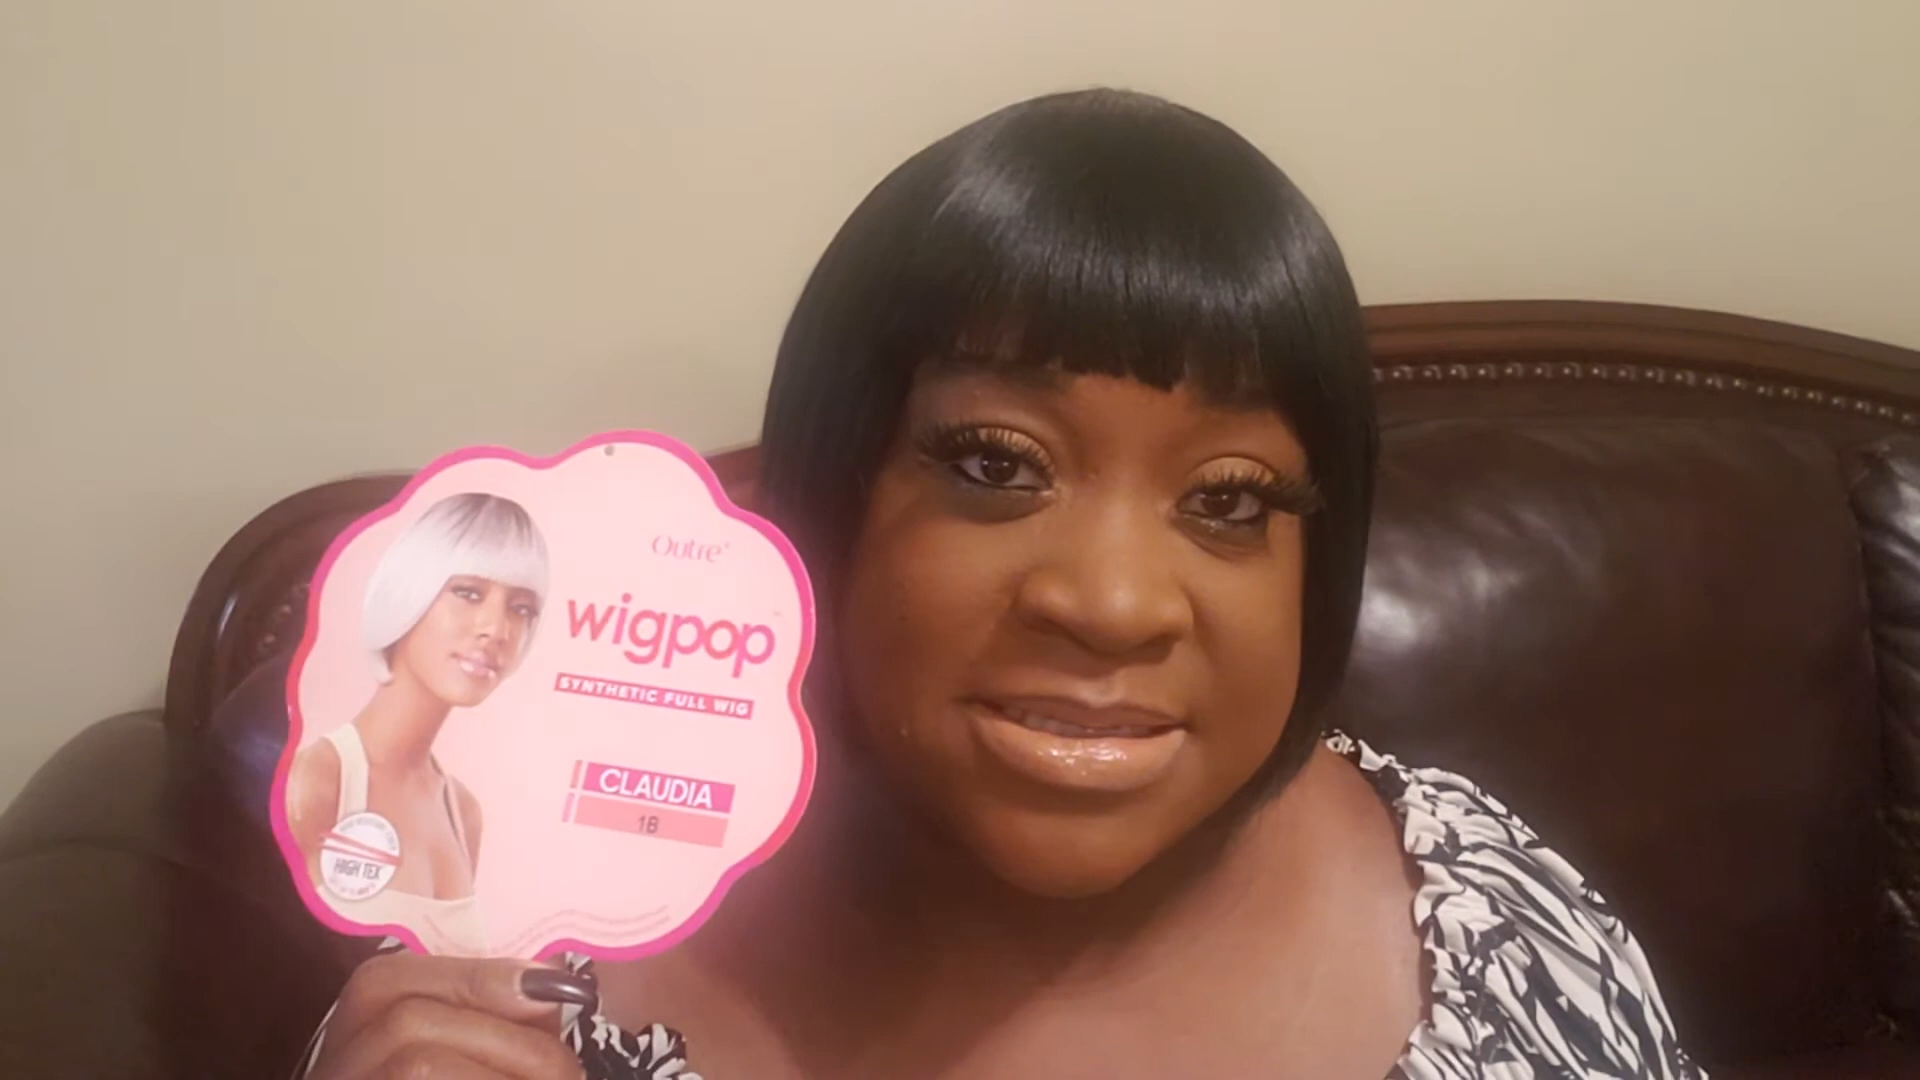 Outre
wigpop
SYNTHETIC FULL WIG
CLAUDIA
1B
HIGH TEX